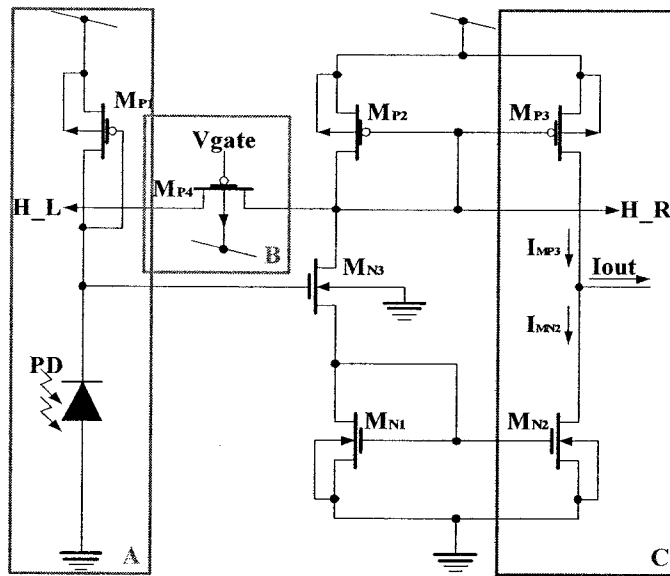 MP1
MP2
MP3
Vgate
MP4
H_L
H_R
B
MN3
IMP3
Iout
IMN2
PD
MN1
MN2
A
C